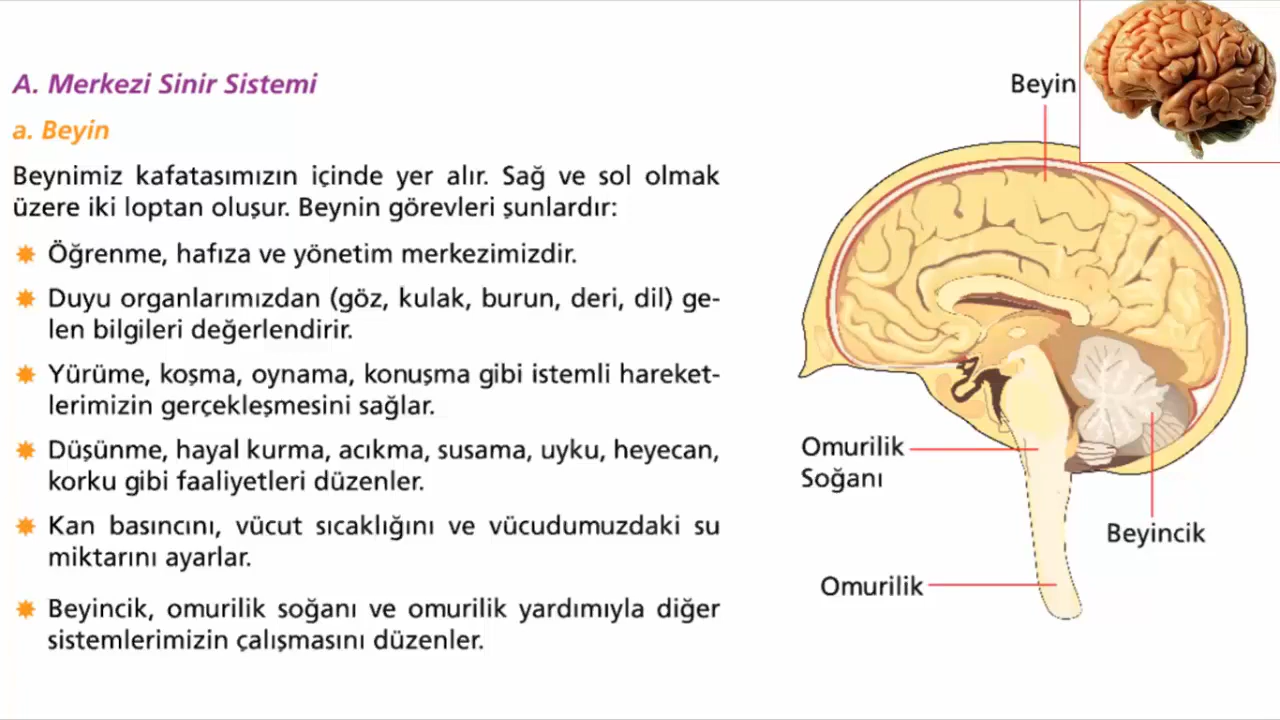 A. Merkezi Sinir Sistemi
a. Beyin
Beynimiz kafatasımızın içinde yer alır. Sağ ve sol olmak
üzere iki loptan oluşur. Beynin görevleri şunlardır:
Öğrenme, hafıza ve yönetim merkezimizdir.
Duyu organlarımızdan (göz, kulak, burun, deri, dil) ge-
len bilgileri değerlendirir.
Yürüme, koşma, oynama, konuşma gibi istemli hareket-
lerimizin gerçekleşmesini sağlar.
Düşünme, hayal kurma, acıkma, susama, uyku, heyecan,
korku gibi faaliyetleri düzenler.
Kan basıncını, vücut sıcaklığını ve vücudumuzdaki su
miktarını ayarlar.
Beyincik, omurilik soğanı ve omurilik yardımıyla diğer
sistemlerimizin çalışmasını düzenler.
Beyin
Omurilik
Soğanı
Beyincik
Omurilik